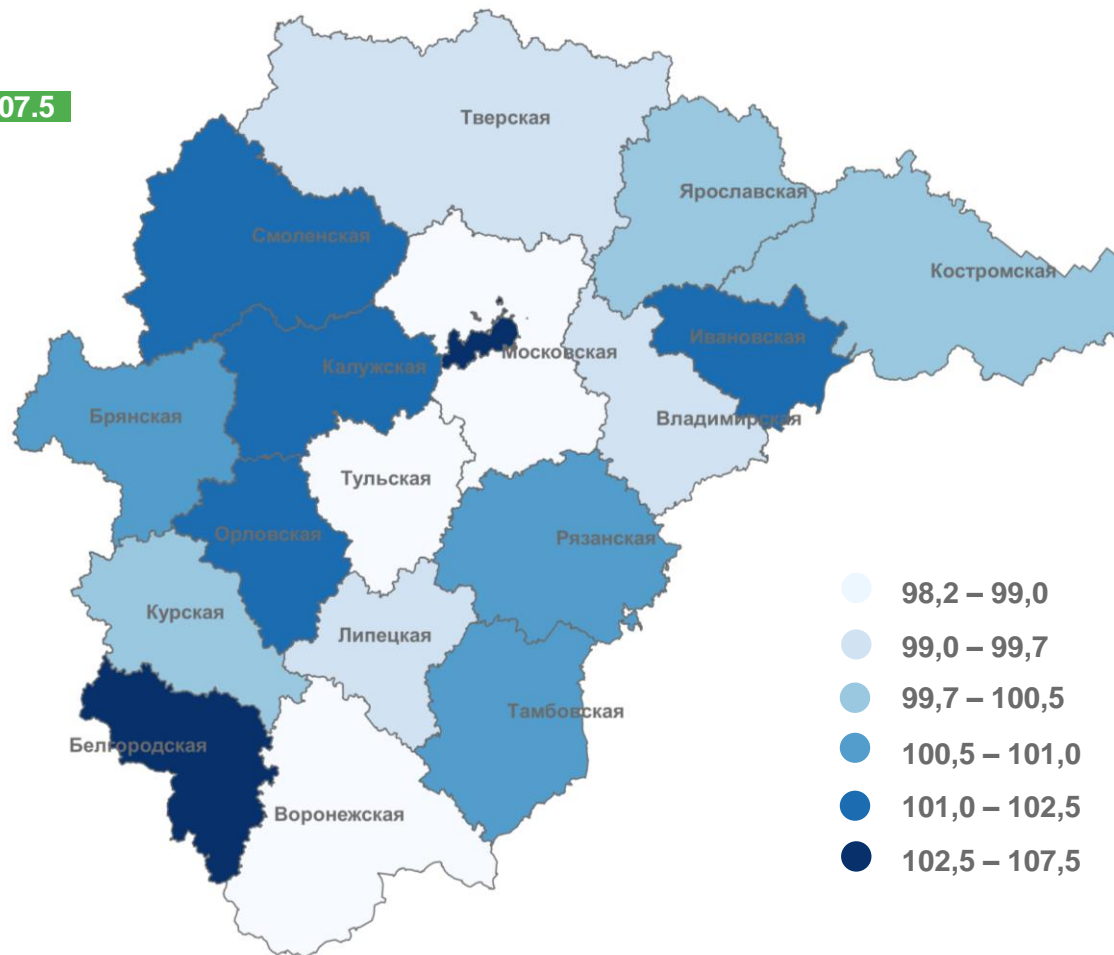 07.5
Тверская
Ярославская
Смоленская
Костромская
Ивановская
Московская
Калужская
Брянская
Владимирская
Тульская
Орловская
Рязанская
Курская
Липецкая
Тамбовская
Белгородская
Воронежская
98,2 – 99,0
99,0 – 99,7
99,7 – 100,5
100,5 – 101,0
101,0 – 102,5
102,5 – 107,5